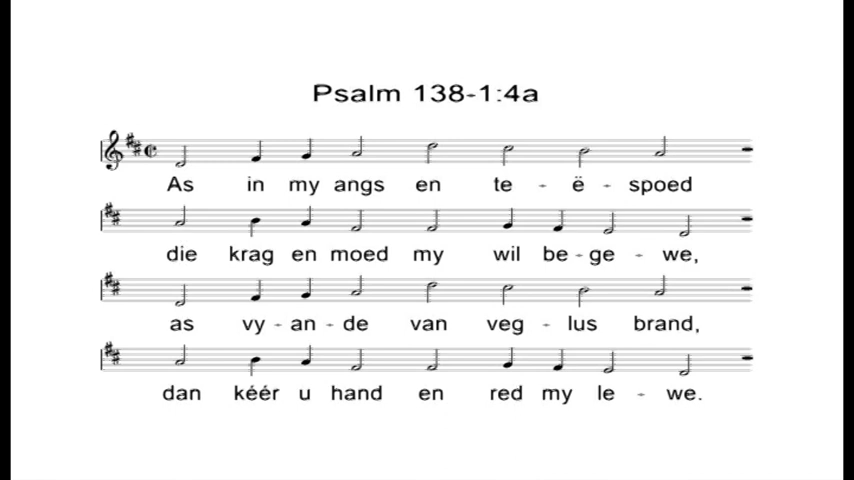 Psalm 138-1:4a
As in my angs en te - ë - spoed
die krag en moed my wil be - ge - we,
as vy - an - de van veg - lus brand,
dan kéér u hand en red my le - we.